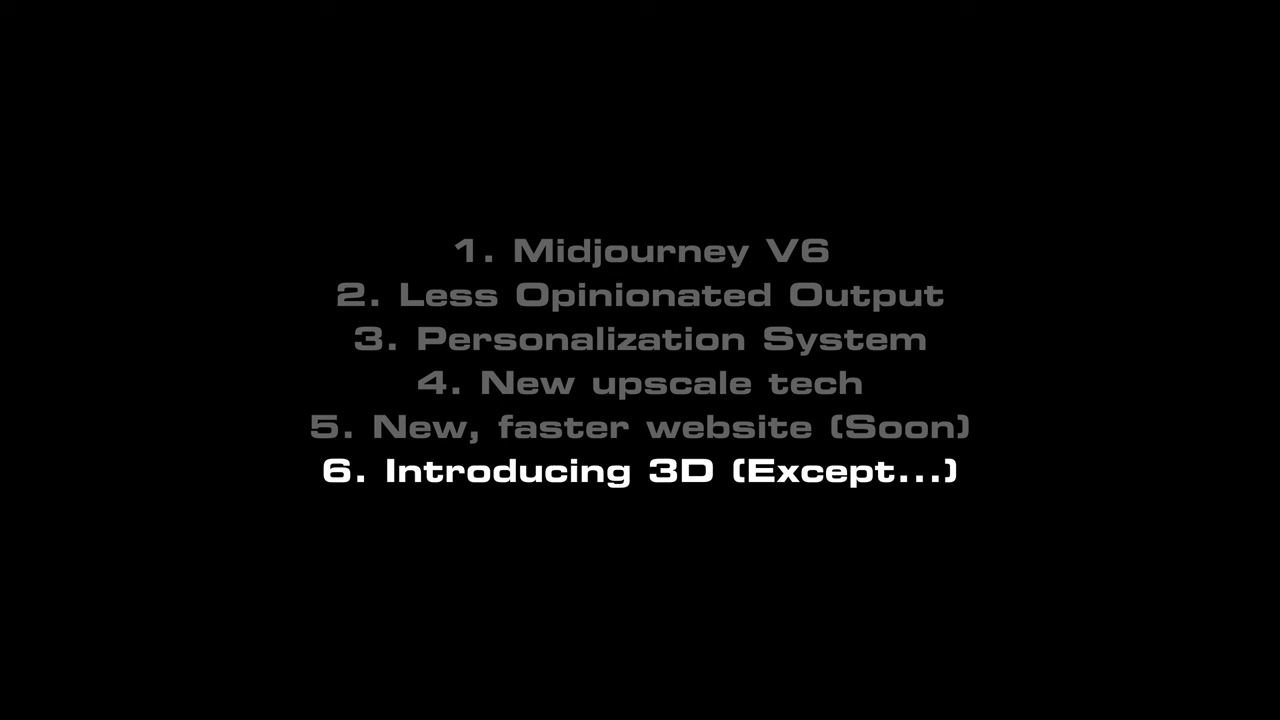 1. Midjourney V6
2. Less Opinionated Output
3. Personalization System
4. New upscale tech
5. New, faster website (Soon)
6. Introducing 3D (Except...)